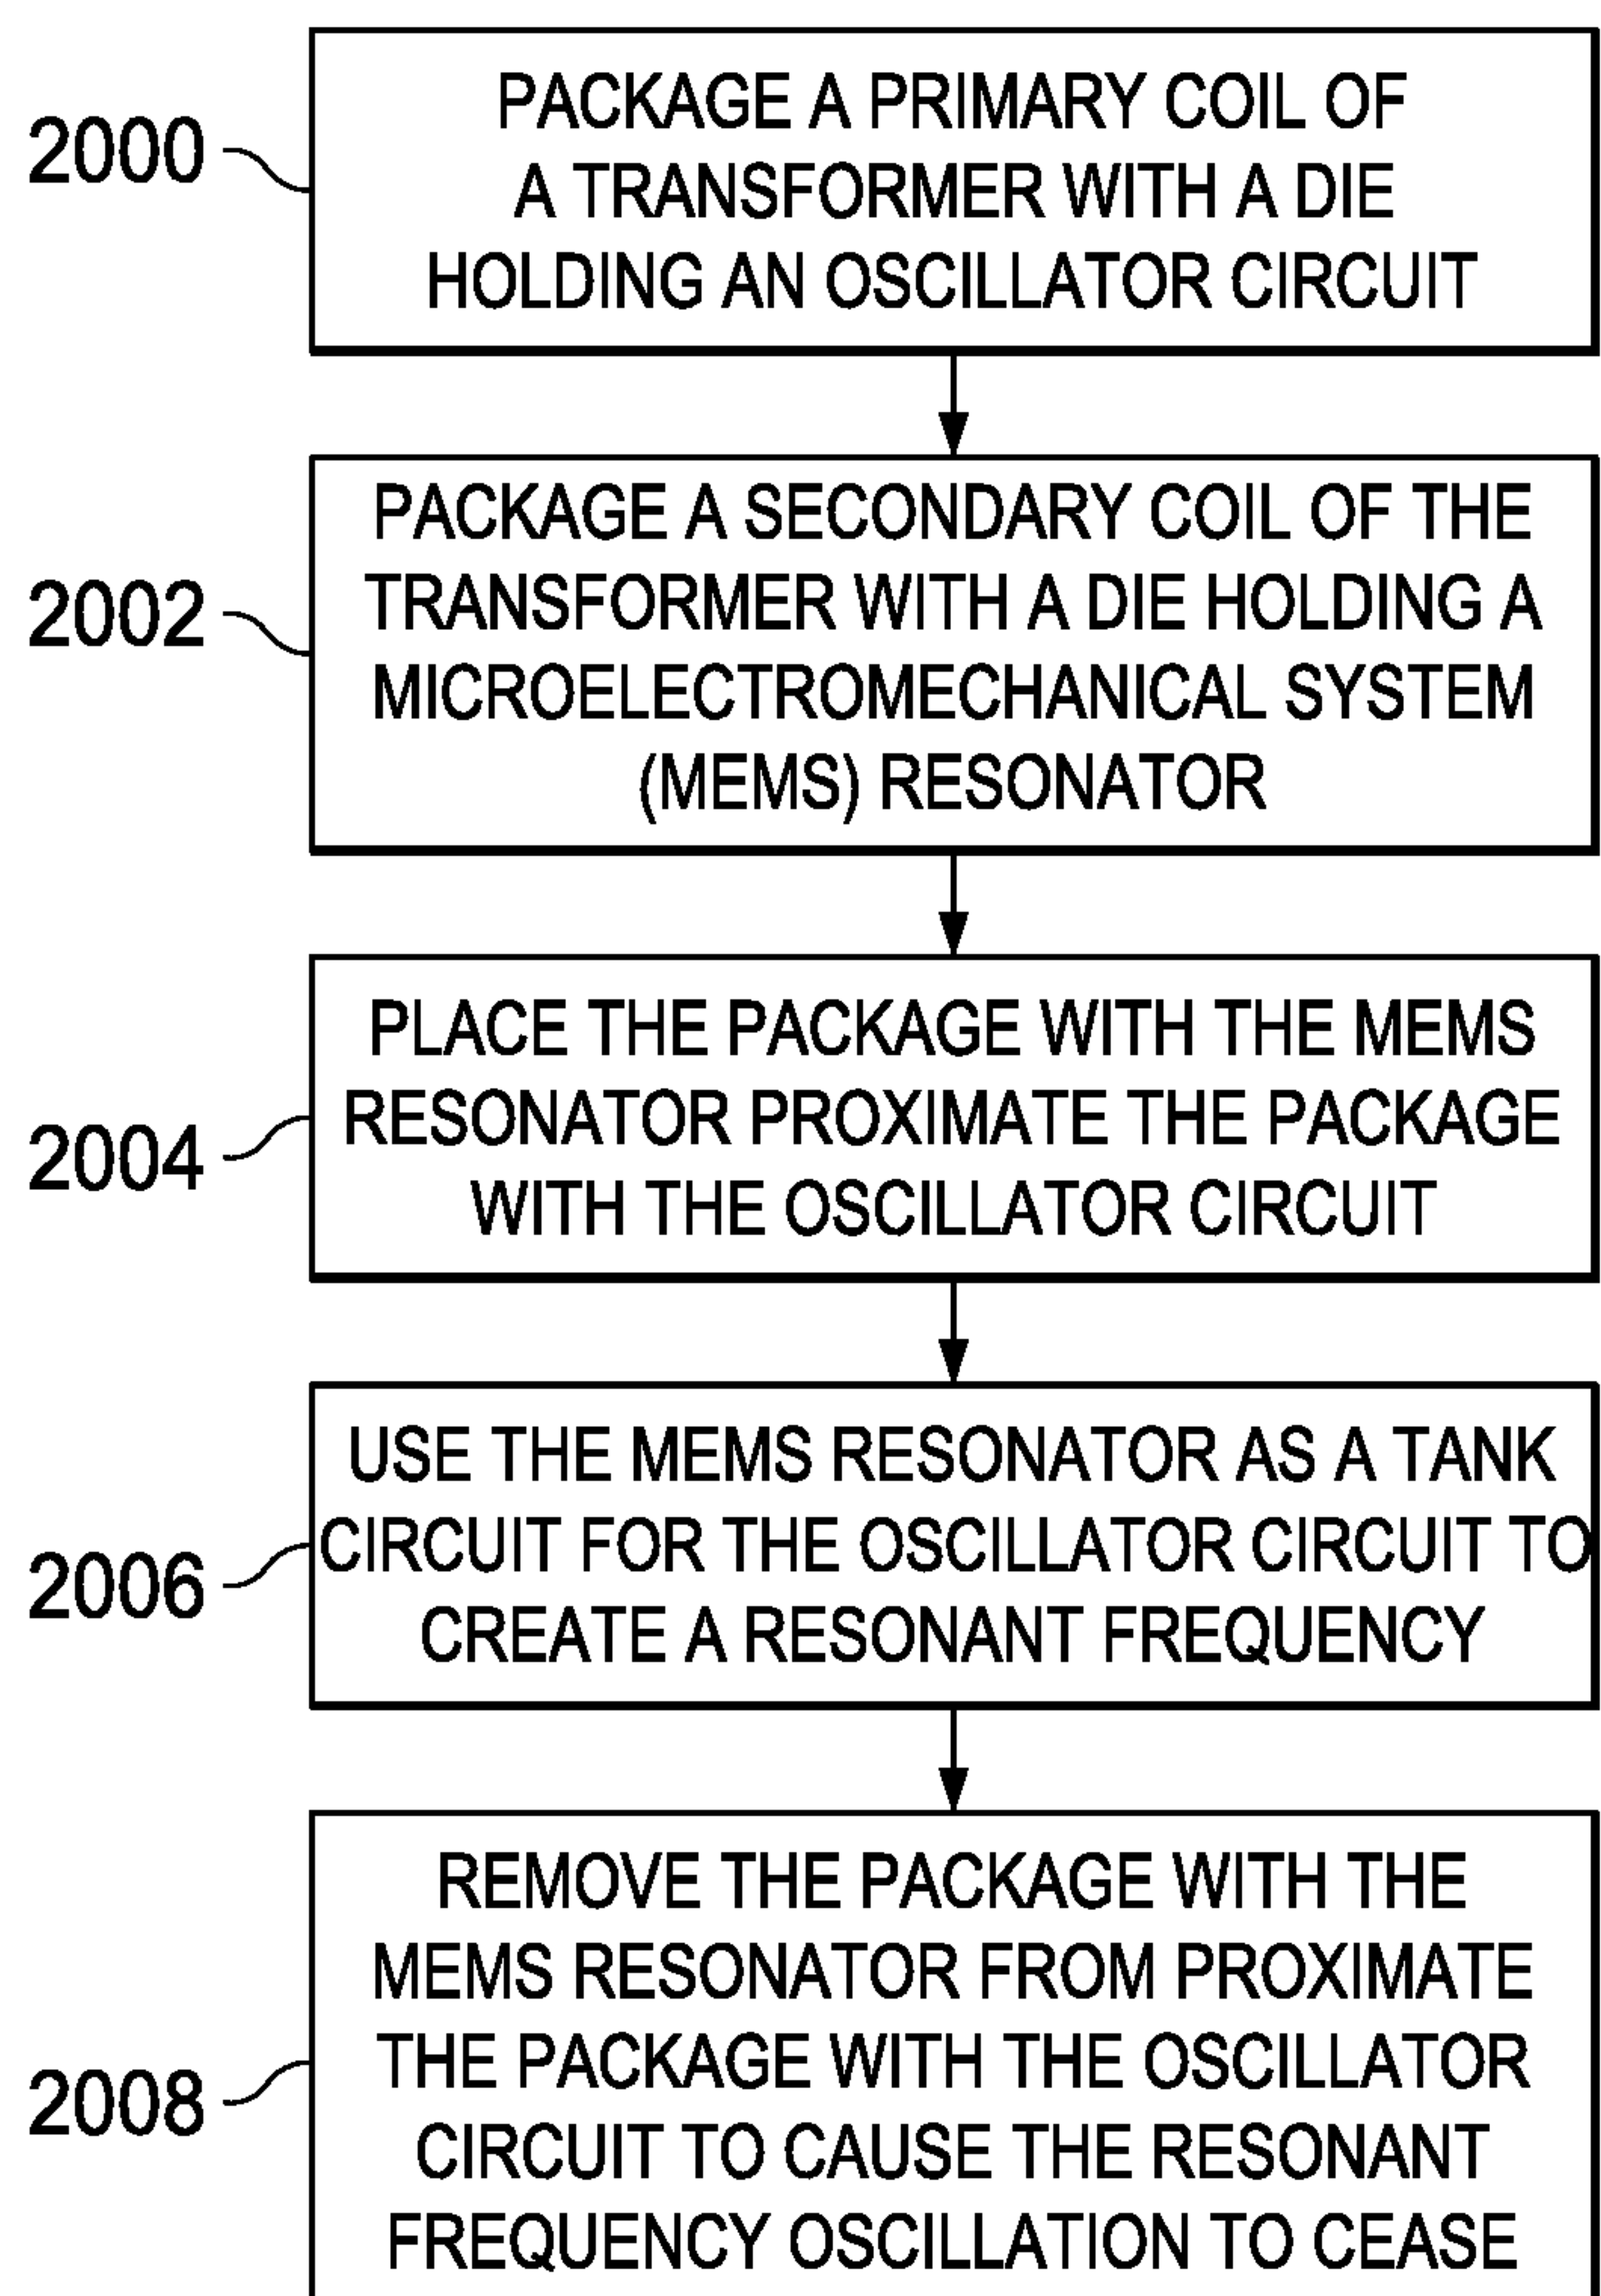 2000
PACKAGE A PRIMARY COIL OF
A TRANSFORMER WITH A DIE
HOLDING AN OSCILLATOR CIRCUIT
2002
PACKAGE A SECONDARY COIL OF THE
TRANSFORMER WITH A DIE HOLDING A
MICROELECTROMECHANICAL SYSTEM
(MEMS) RESONATOR
2004
PLACE THE PACKAGE WITH THE MEMS
RESONATOR PROXIMATE THE PACKAGE
WITH THE OSCILLATOR CIRCUIT
2006
USE THE MEMS RESONATOR AS A TANK
CIRCUIT FOR THE OSCILLATOR CIRCUIT TO
CREATE A RESONANT FREQUENCY
2008
REMOVE THE PACKAGE WITH THE
MEMS RESONATOR FROM PROXIMATE
THE PACKAGE WITH THE OSCILLATOR
CIRCUIT TO CAUSE THE RESONANT
FREQUENCY OSCILLATION TO CEASE